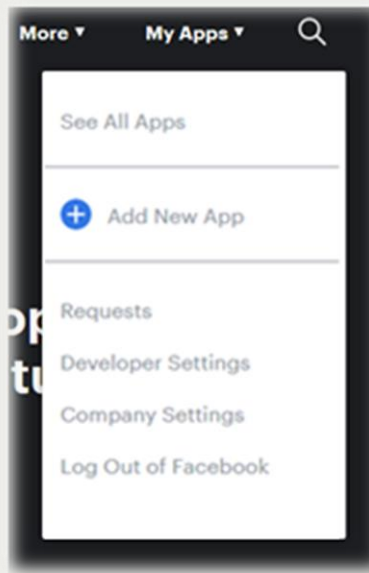 More ▼ My Apps ▼
See All Apps
Add New App
Requests
Developer Settings
Company Settings
Log Out of Facebook